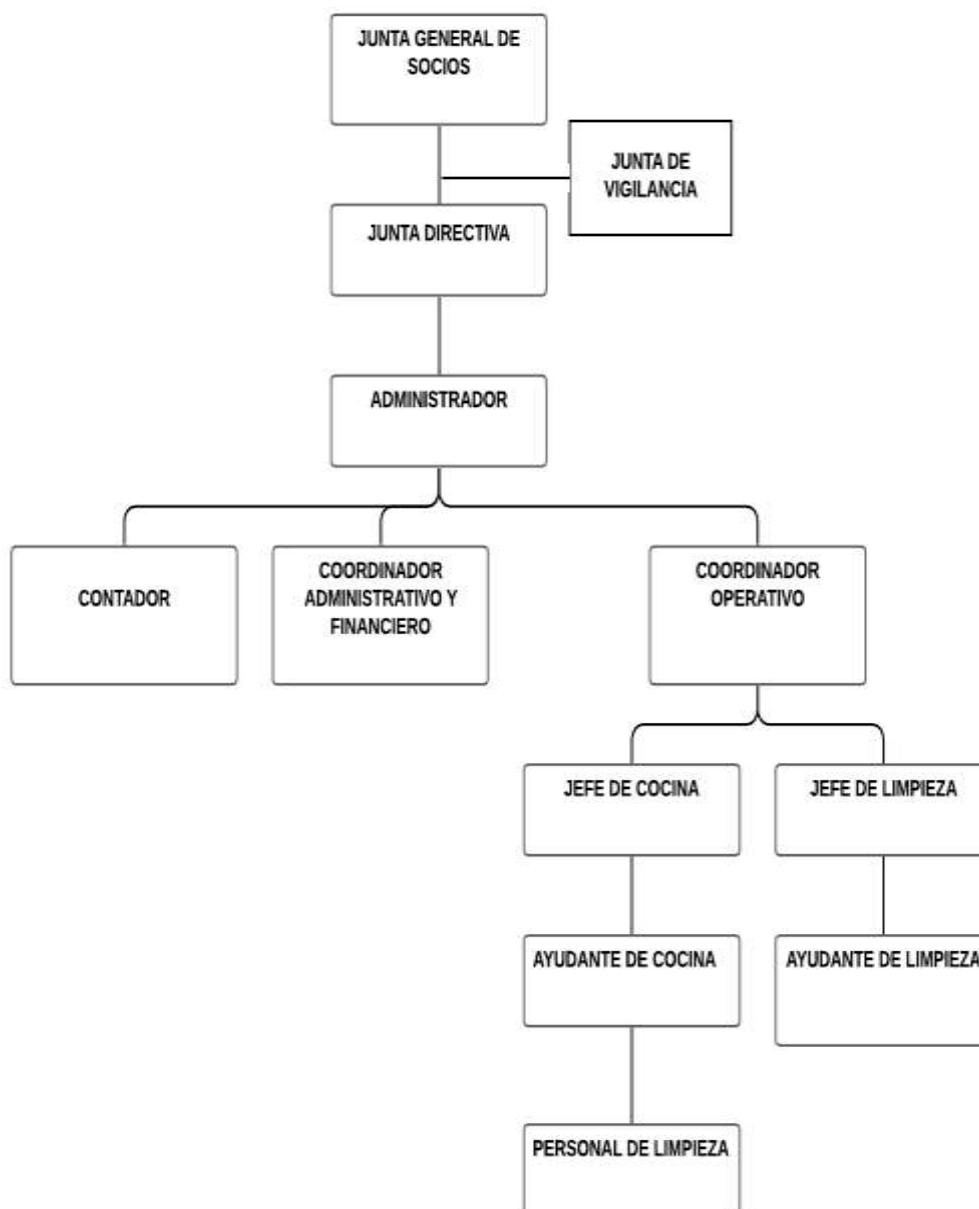 JUNTA GENERAL DE
SOCIOS
JUNTA DE
VIGILANCIA
JUNTA DIRECTIVA
ADMINISTRADOR
CONTADOR
COORDINADOR
ADMINISTRATIVO Y
FINANCIERO
COORDINADOR
OPERATIVO
JEFE DE COCINA
JEFE DE LIMPIEZA
AYUDANTE DE COCINA
AYUDANTE DE LIMPIEZA
PERSONAL DE LIMPIEZA